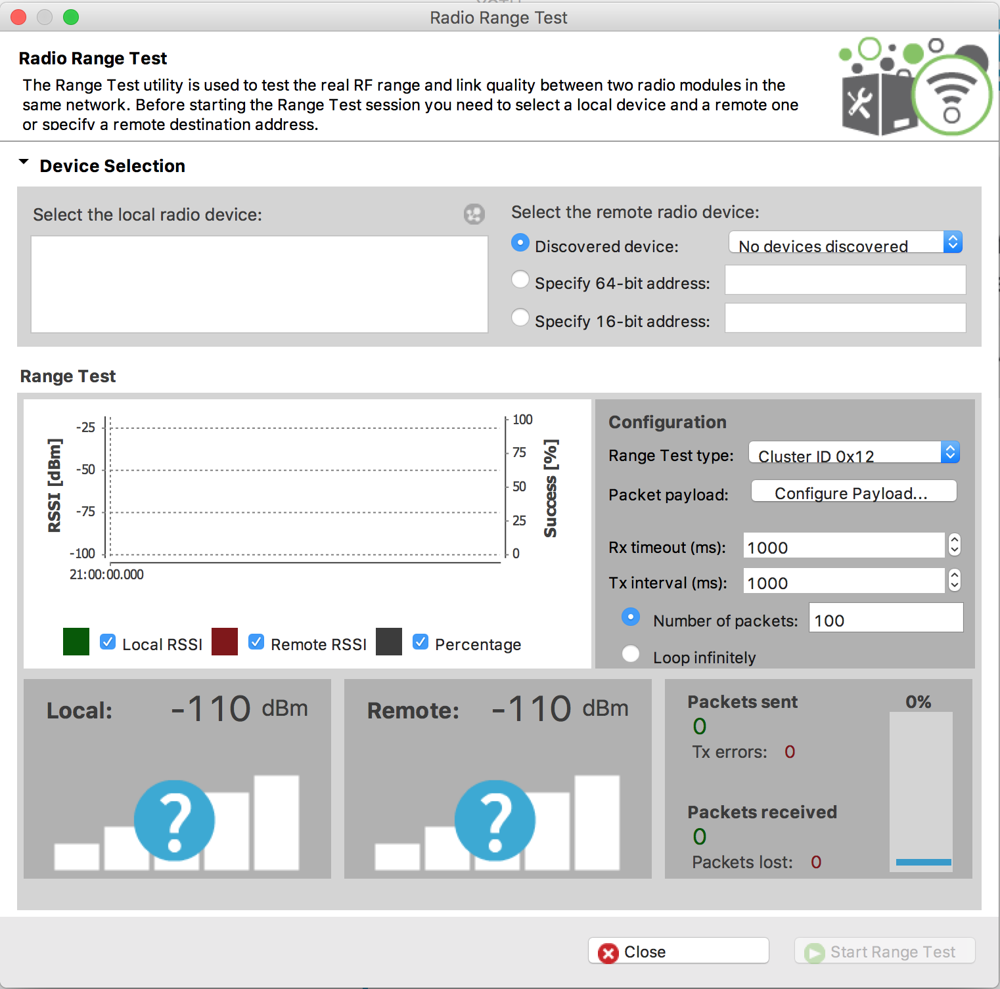 Radio Range Test
Radio Range Test
The Range Test utility is used to test the real RF range and link quality between two radio modules in the
same network. Before starting the Range Test session you need to select a local device and a remote one
or specify a remote destination address.
Device Selection
Select the local radio device:
Select the remote radio device:
Discovered device:
No devices discovered
Specify 64-bit address:
Specify 16-bit address:
Range Test
RSSI [dBm]
-25
-50
-75
-100
21:00:00.000
100
75
50
25
0
Success [%]
Local RSSI
Remote RSSI
Percentage
Configuration
Range Test type:
Cluster ID 0x12
Packet payload:
Configure Payload...
Rx timeout (ms):
1000
Tx interval (ms):
1000
Number of packets:
100
Loop infinitely
Local:
-110 dBm
?
Remote:
-110 dBm
?
Packets sent
0
Tx errors: 0
Packets received
0
Packets lost: 0
0%
Close
Start Range Test